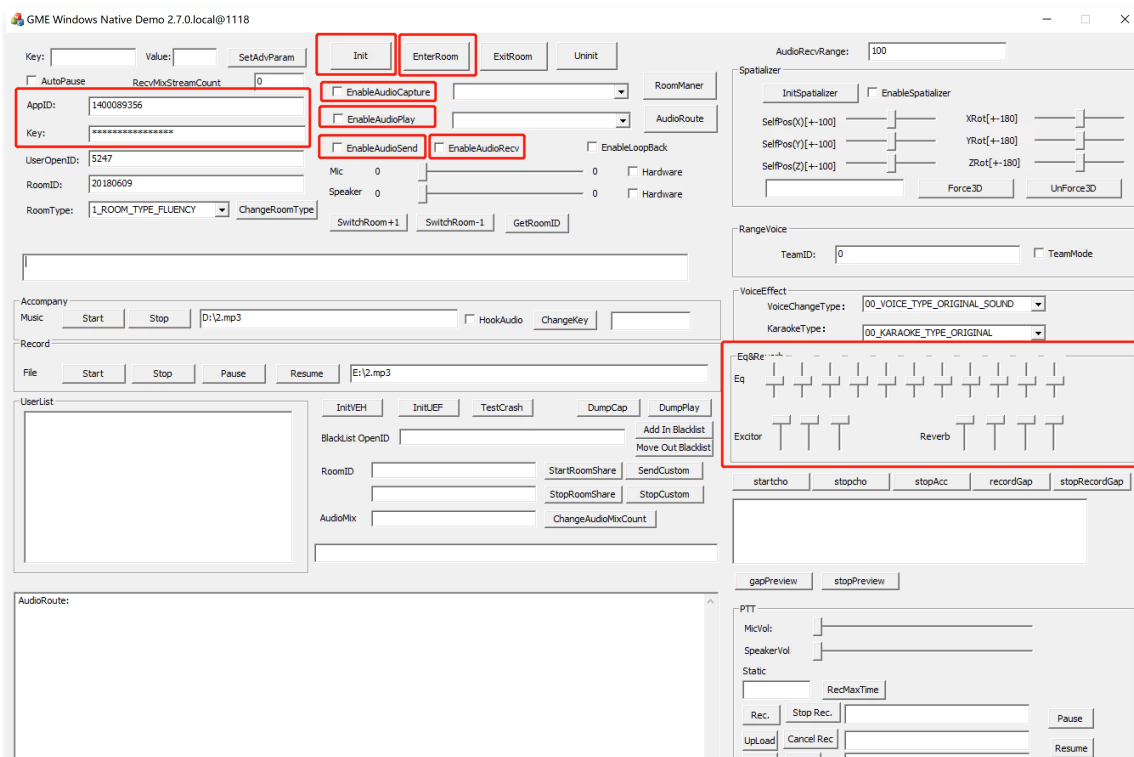 GME Windows Native Demo 2.7.0.local@1118
Key: Value: SetAdvParam
Init EnterRoom ExitRoom Uninit
AudioRecvRange: 100
AutoPause RecvMixStreamCount 0
EnableAudioCapture RoomManer
AppID: 1400089356
EnableAudioPlay AudioRoute
Key: ****************
EnableAudioSend EnableAudioRecv EnableLoopBack
UserOpenID: 5247
Mic 0 0 Hardware
RoomID: 20180609
Speaker 0 0 Hardware
RoomType: 1_ROOM_TYPE_FLUENCY ChangeRoomType
SwitchRoom+1 SwitchRoom-1 GetRoomID
Spatializer
InitSpatializer EnableSpatializer
SelfPos(X)[+-100] XRot[+-180]
SelfPos(Y)[+-100] YRot[+-180]
SelfPos(Z)[+-100] ZRot[+-180]
Force3D UnForce3D
RangeVoice
TeamID: 0 TeamMode
Accompany
Music Start Stop D:\2.mp3 HookAudio ChangeKey
VoiceEffect
VoiceChangeType: 00_VOICE_TYPE_ORIGINAL_SOUND
KaraokeType: 00_KARAOKE_TYPE_ORIGINAL
Record
File Start Stop Pause Resume E:\2.mp3
Eq
Excitor Reverb
UserList
InitVEH InitUEF TestCrash DumpCap DumpPlay
BlackList OpenID Add In Blacklist
Move Out Blacklist
RoomID StartRoomShare SendCustom
StopRoomShare StopCustom
AudioMix ChangeAudioMixCount
startcho stopcho stopAcc recordGap stopRecordGap
gapPreview stopPreview
AudioRoute:
PTT
MicVol:
SpeakerVol
Static
RecMaxTime
Rec. Stop Rec. Pause
UpLoad Cancel Rec Resume